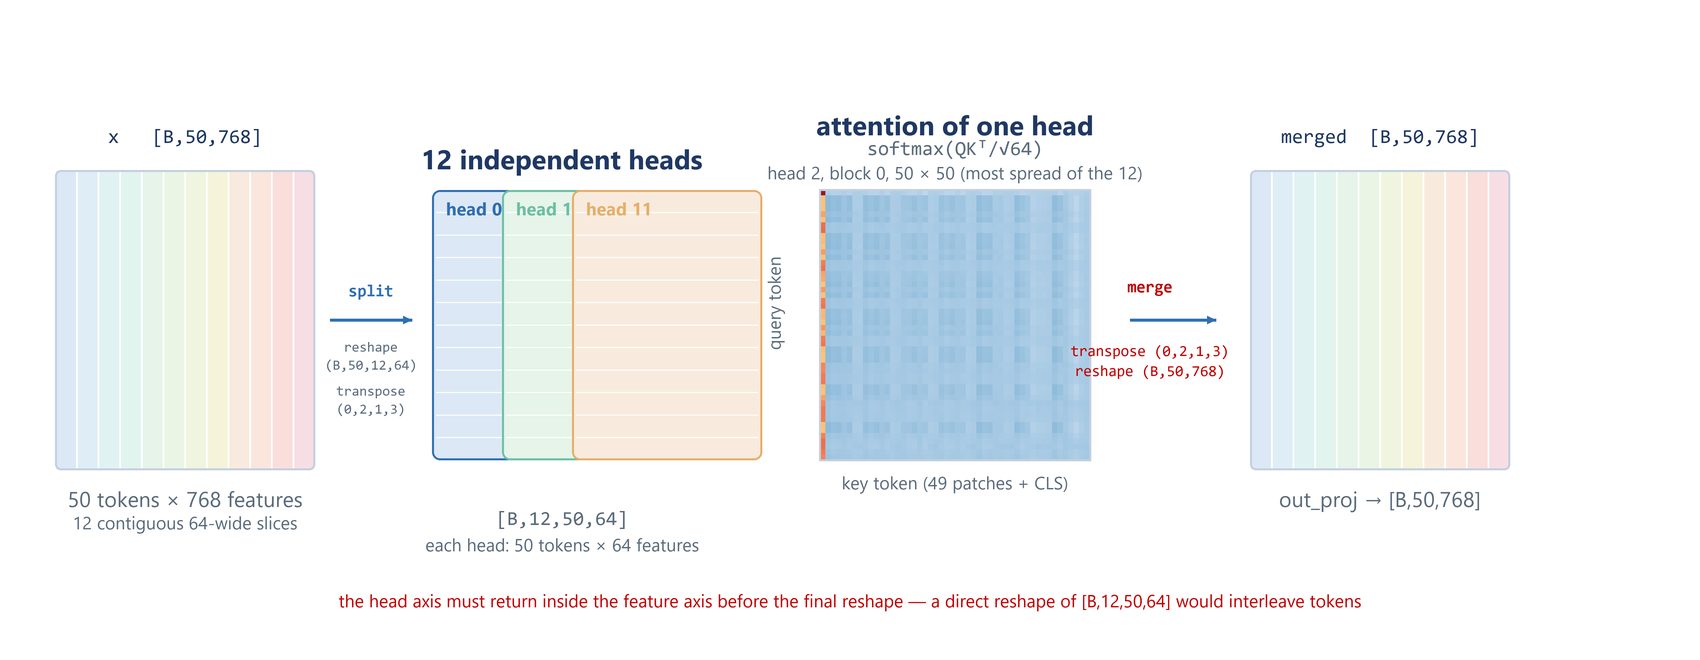 x   [B,50,768]
50 tokens × 768 features
12 contiguous 64-wide slices
split
reshape
(B,50,12,64)
transpose
(0,2,1,3)
12 independent heads
head 0
head 1
head 11
[B,12,50,64]
each head: 50 tokens × 64 features
attention of one head
softmax(QKᵀ/√64)
head 2, block 0, 50 × 50 (most spread of the 12)
query token
key token (49 patches + CLS)
merge
transpose (0,2,1,3)
reshape (B,50,768)
merged  [B,50,768]
out_proj → [B,50,768]
the head axis must return inside the feature axis before the final reshape — a direct reshape of [B,12,50,64] would interleave tokens